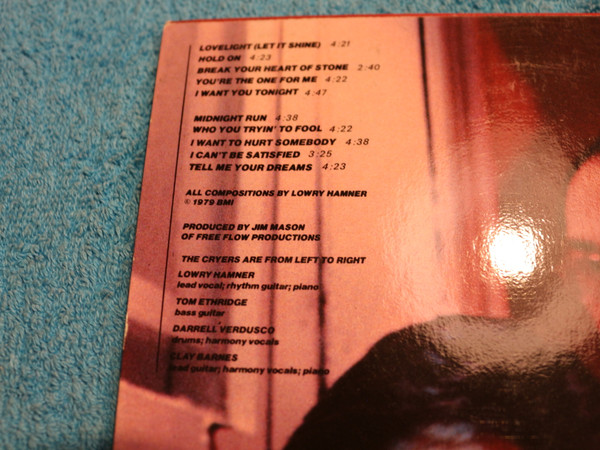 LOVELIGHT (LET IT SHINE) 4:21
HOLD ON 4:23
BREAK YOUR HEART OF STONE 2:40
YOU'RE THE ONE FOR ME 4:22
I WANT YOU TONIGHT 4:47
MIDNIGHT RUN 4:38
WHO YOU TRYIN' TO FOOL 4:22
I WANT TO HURT SOMEBODY 4:38
I CAN'T BE SATISFIED 3:25
TELL ME YOUR DREAMS 4:23
ALL COMPOSITIONS BY LOWRY HAMNER
© 1979 BMI
PRODUCED BY JIM MASON
OF FREE FLOW PRODUCTIONS
THE CRYERS ARE FROM LEFT TO RIGHT
LOWRY HAMNER
lead vocal; rhythm guitar; piano
TOM ETHRIDGE
bass guitar
DARRELL VERDUSCO
drums; harmony vocals
CLAY BARNES
lead guitar; harmony vocals; piano